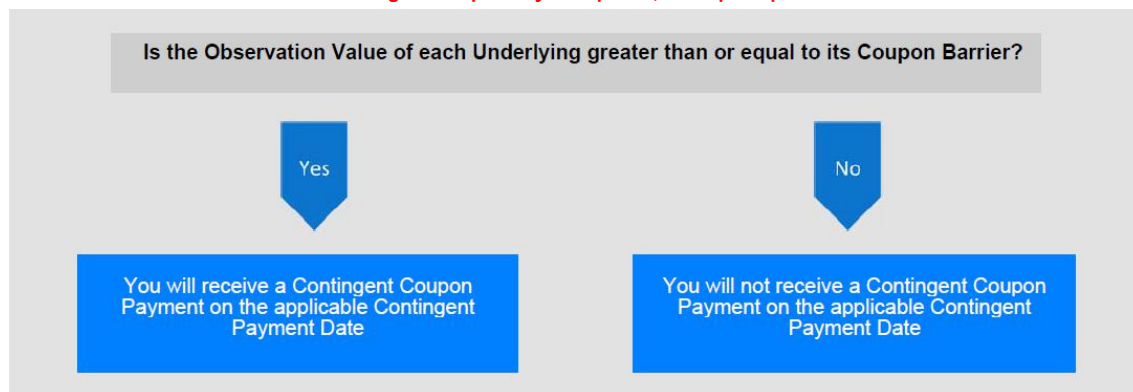 Is the Observation Value of each Underlying greater than or equal to its Coupon Barrier?
Yes
No
You will receive a Contingent Coupon
Payment on the applicable Contingent
Payment Date
You will not receive a Contingent Coupon
Payment on the applicable Contingent
Payment Date